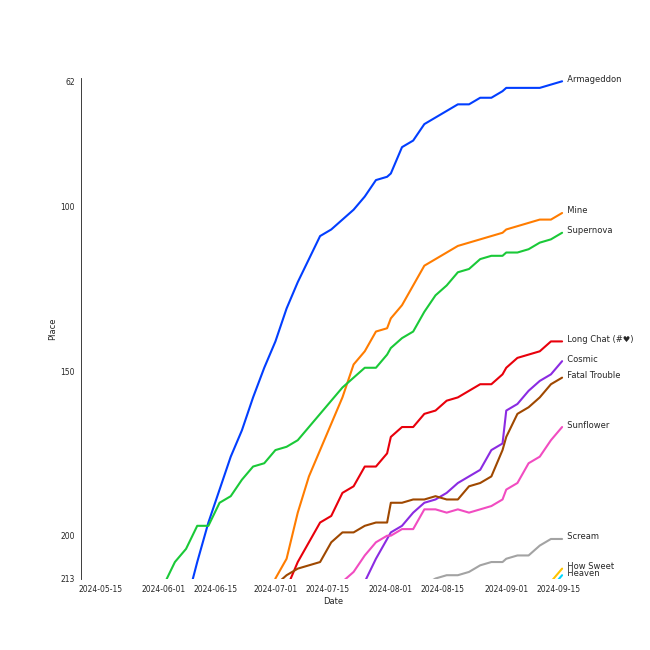 62
Armageddon
100
Mine
Supernova
Place
Long Chat (#♥)
Cosmic
150
Fatal Trouble
Sunflower
200
Scream
How Sweet
Heaven
213
2024-05-15 2024-06-01 2024-06-15 2024-07-01 2024-07-15 2024-08-01 2024-08-15 2024-09-01 2024-09-15
Date